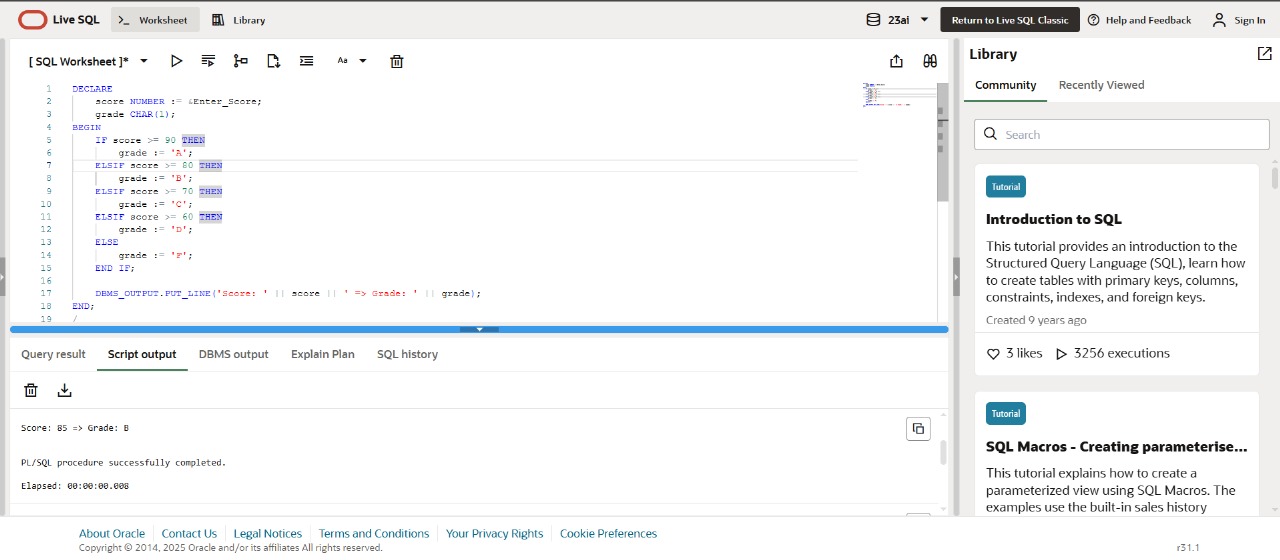 Live SQL
Worksheet
Library
23ai
Return to Live SQL Classic
Help and Feedback
Sign In
[ SQL Worksheet ]*
Aa
1 DECLARE
2 score NUMBER := &Enter_Score;
3 grade CHAR(1);
4 BEGIN
5 IF score >= 90 THEN
6 grade := 'A';
7 ELSIF score >= 80 THEN
8 grade := 'B';
9 ELSIF score >= 70 THEN
10 grade := 'C';
11 ELSIF score >= 60 THEN
12 grade := 'D';
13 ELSE
14 grade := 'F';
15 END IF;
16
17 DBMS_OUTPUT.PUT_LINE('Score: ' || score || ' => Grade: ' || grade);
18 END;
19 /
Query result
Script output
DBMS output
Explain Plan
SQL history
Score: 85 => Grade: B
PL/SQL procedure successfully completed.
Elapsed: 00:00:00.008
Library
Community
Recently Viewed
Search
Tutorial
Introduction to SQL
This tutorial provides an introduction to the
Structured Query Language (SQL), learn how
to create tables with primary keys, columns,
constraints, indexes, and foreign keys.
Created 9 years ago
3 likes
3256 executions
Tutorial
SQL Macros - Creating parameterise...
This tutorial explains how to create a
parameterized view using SQL Macros. The
examples use the built-in sales history
About Oracle
Contact Us
Legal Notices
Terms and Conditions
Your Privacy Rights
Cookie Preferences
Copyright © 2014, 2025 Oracle and/or its affiliates All rights reserved.
r31.1